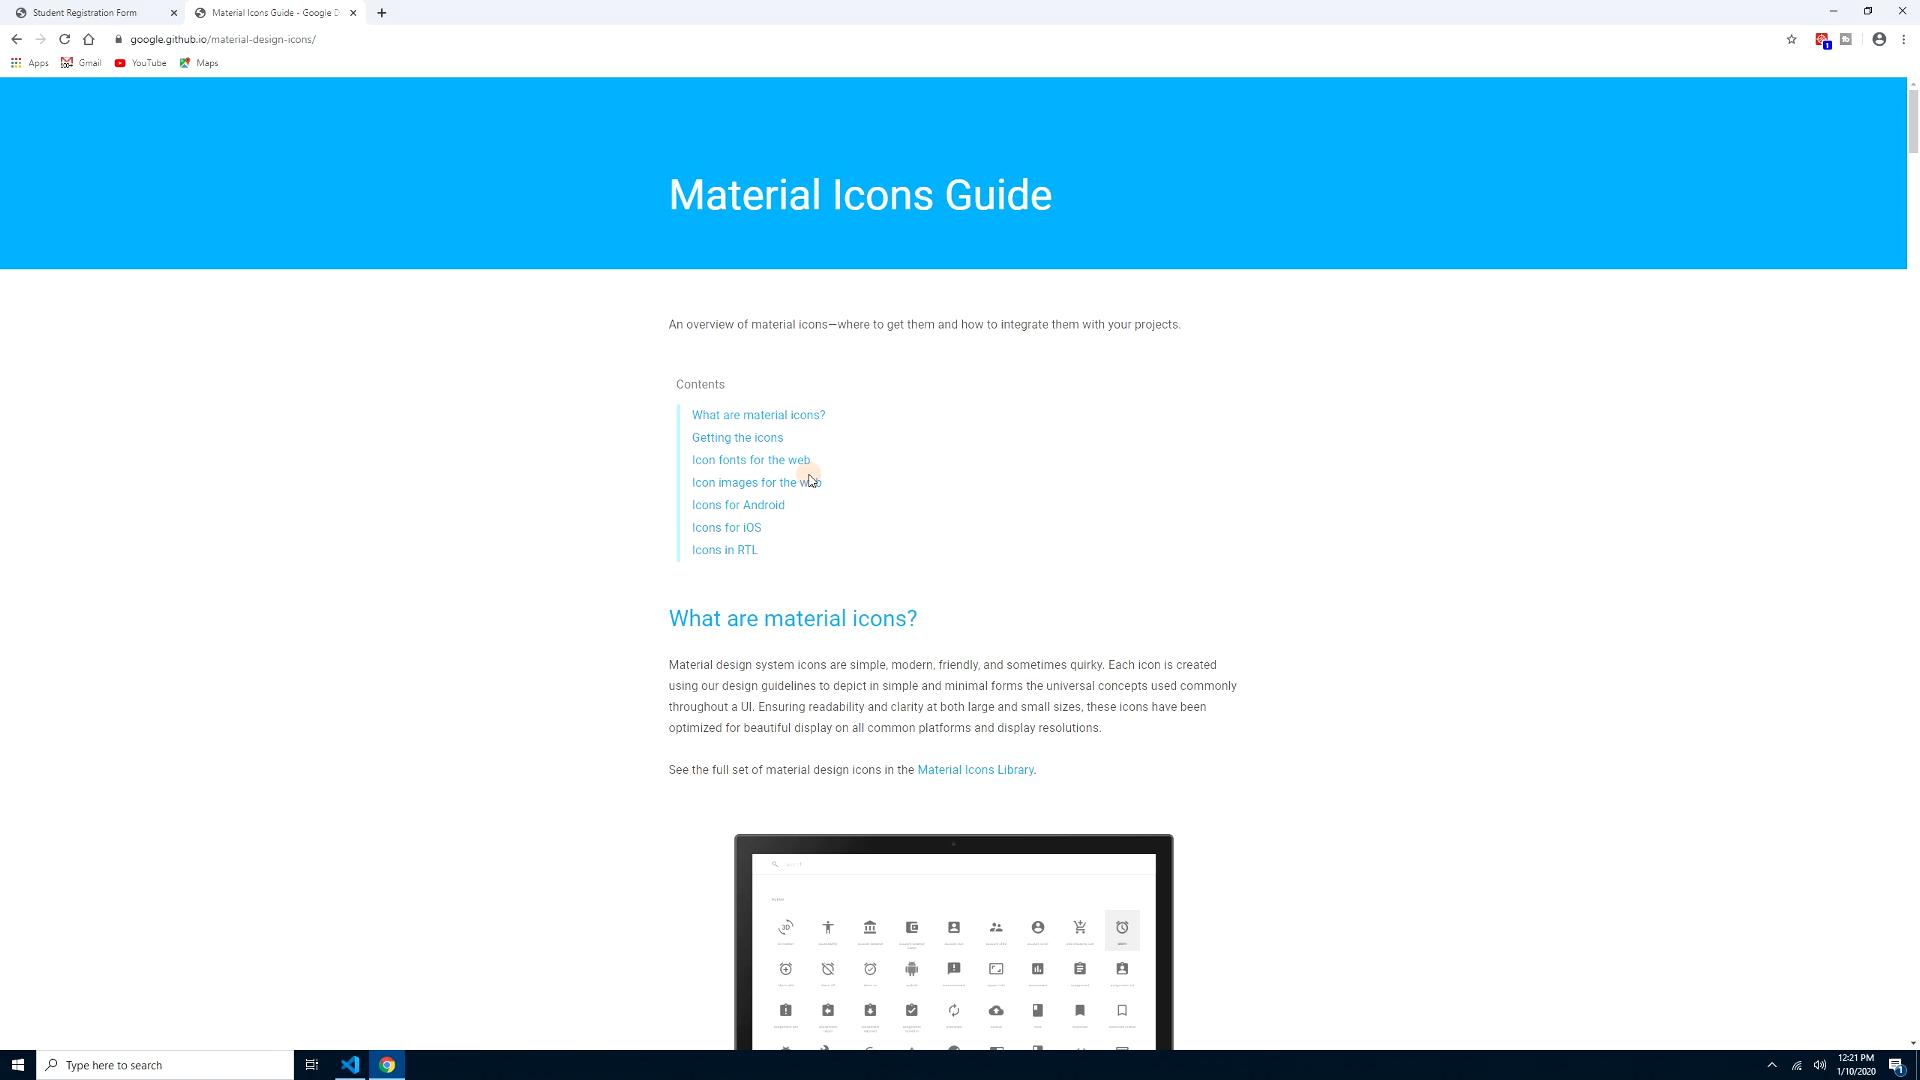 Student Registration Form
Material Icons Guide - Google D
google.github.io/material-design-icons/
1
Apps
Gmail
YouTube
Maps
Material Icons Guide
An overview of material icons—where to get them and how to integrate them with your projects.
Contents
What are material icons?
Getting the icons
Icon fonts for the web
Icon images for the web
Icons for Android
Icons for iOS
Icons in RTL
What are material icons?
Material design system icons are simple, modern, friendly, and sometimes quirky. Each icon is created
using our design guidelines to depict in simple and minimal forms the universal concepts used commonly
throughout a UI. Ensuring readability and clarity at both large and small sizes, these icons have been
optimized for beautiful display on all common platforms and display resolutions.
See the full set of material design icons in the Material Icons Library.
3D
Type here to search
12:21 PM
1/10/2020
1